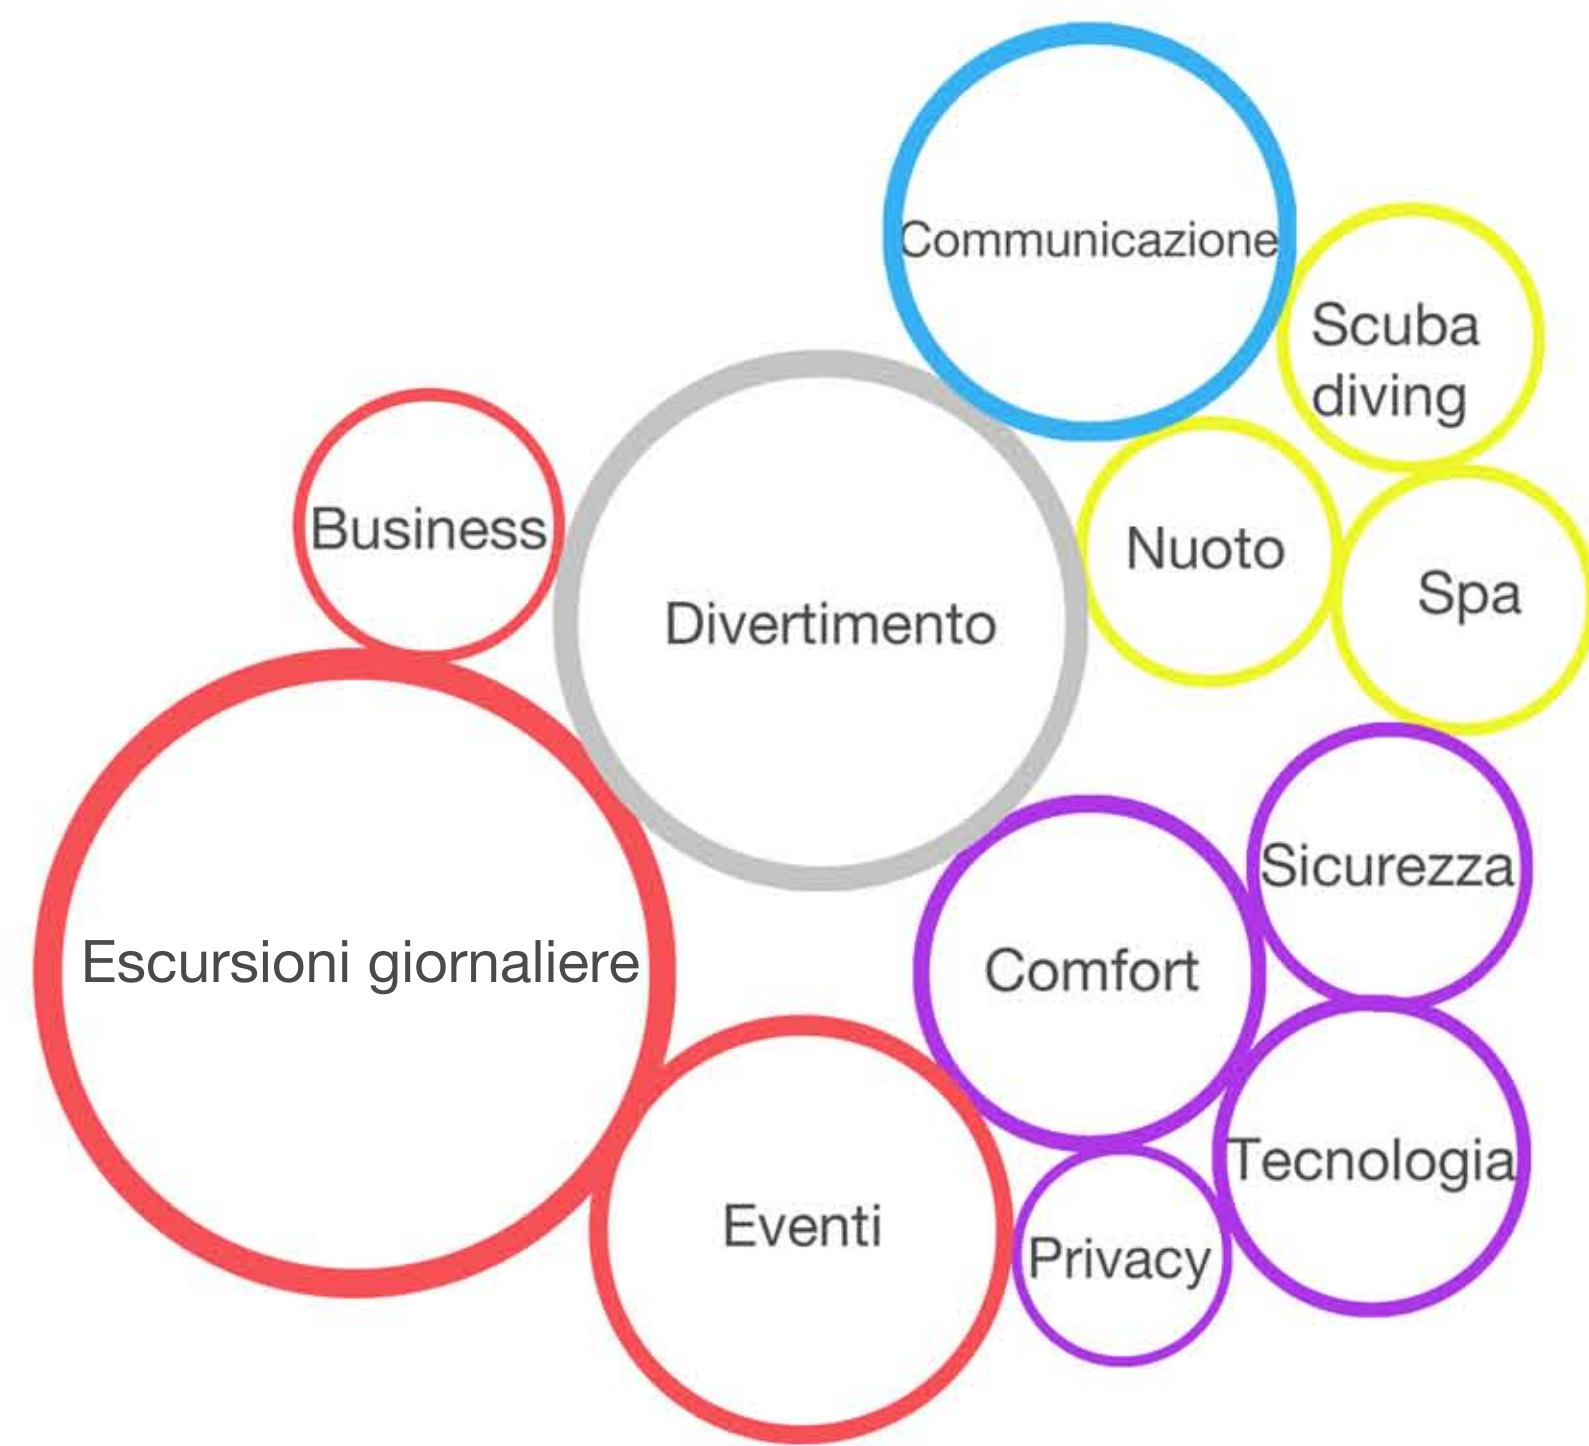 Communicazione
Scuba
diving
Business
Nuoto
Spa
Divertimento
Sicurezza
Escursioni giornaliere
Comfort
Tecnologia
Eventi
Privacy